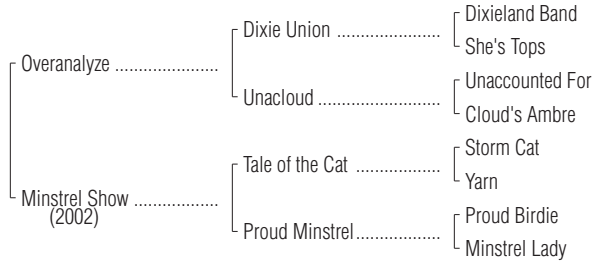 Dixieland Band
Dixie Union ....................
She's Tops
Overanalyze ....................
Unaccounted For
Unacloud .......................
Cloud's Ambre
Storm Cat
Tale of the Cat ................
Yarn
Minstrel Show ................
(2002)
Proud Birdie
Proud Minstrel................
Minstrel Lady